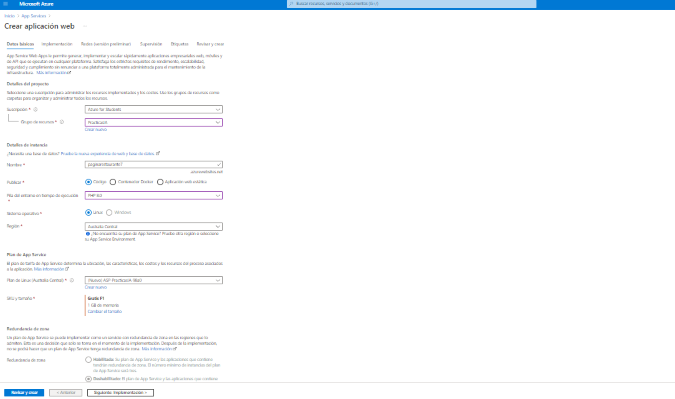 Microsoft Azure
Buscar recursos, servicios y documentos (G+/)
Inicio > App Services >
Crear aplicación web ...
Datos básicos Implementación Redes (versión preliminar) Supervisión Etiquetas Revisar y crear
App Service Web Apps le permite generar, implementar y escalar rápidamente aplicaciones empresariales web, móviles y
de API que se ejecutan en cualquier plataforma. Satisfaga los estrictos requisitos de rendimiento, escalabilidad,
seguridad y cumplimiento sin renunciar a una plataforma totalmente administrada para el mantenimiento de la
infraestructura. Más información
Detalles del proyecto
Seleccione una suscripción para administrar los recursos implementados y los costos. Use los grupos de recursos como
carpetas para organizar y administrar todos los recursos.
Suscripción * Azure for Students
Grupo de recursos *
Crear nuevo
Detalles de instancia
¿Necesita una base de datos? Pruebe la nueva experiencia de web y base de datos.
Nombre *
.azurewebsites.net
Publicar * Código Contenedor Docker Aplicación web estática
Pila del entorno en tiempo de ejecución * PHP 8.0
Sistema operativo * Linux Windows
Región * Australia Central
¿No encuentra su plan de App Service? Pruebe otra región o seleccione
su App Service Environment.
Plan de App Service
El plan de tarifa de App Service determina la ubicación, las características, los costos y los recursos del proceso asociados
a la aplicación. Más información
Plan de Linux (Australia Central) *
Crear nuevo
SKU y tamaño * Gratis F1
1 GB de memoria
Cambiar el tamaño
Redundancia de zona
Un plan de App Service se puede implementar como un servicio con redundancia de zona en las regiones que lo
admiten. Esta es una decisión que solo se toma en el momento de la implementación. Después de la implementación,
no se podrá hacer que un plan de App Service tenga redundancia de zona. Más información
Redundancia de zona Habilitado: Su plan de App Service y las aplicaciones que contiene
tendrán redundancia de zona. El número mínimo de instancias del plan
de App Service será tres.
Deshabilitado: El plan de App Service y las aplicaciones que contiene
Revisar y crear < Anterior Siguiente: Implementación >